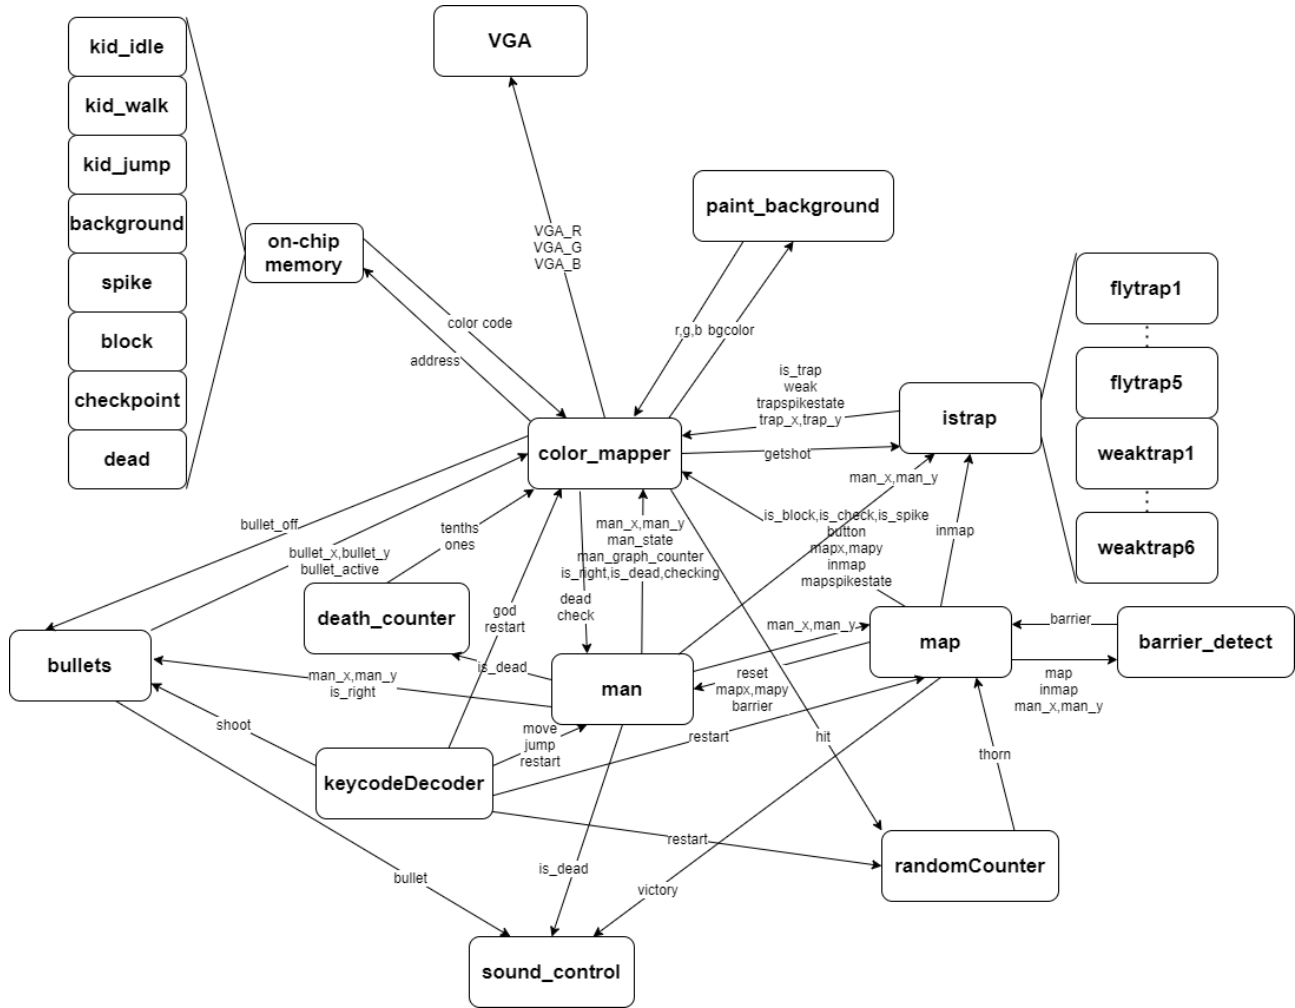 kid_idle
kid_walk
kid_jump
background
spike
block
checkpoint
dead
on-chip
memory
VGA
VGA_R
VGA_G
VGA_B
paint_background
r,g,b
bgcolor
color code
address
color_mapper
is_trap
weak
trapspikestate
trap_x,trap_y
getshot
istrap
flytrap1
flytrap5
weaktrap1
weaktrap6
man_x,man_y
inmap
is_block,is_check,is_spike
button
mapx,mapy
inmap
mapspikestate
bullet_off
bullet_x,bullet_y
bullet_active
tenths
ones
man_x,man_y
man_state
man_graph_counter
is_right,is_dead,checking
dead
check
god
restart
death_counter
bullets
man_x,man_y
is_right
is_dead
man
man_x,man_y
reset
mapx,mapy
barrier
map
barrier
map
inmap
man_x,man_y
barrier_detect
shoot
keycodeDecoder
move
jump
restart
restart
hit
thorn
restart
randomCounter
bullet
is_dead
victory
sound_control